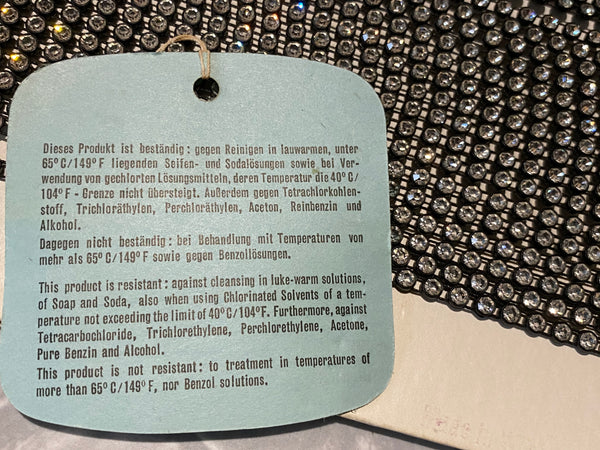 Dieses Produkt ist beständig: gegen Reinigen in lauwarmen, unter
65°C/149°F liegenden Seifen- und Sodalösungen sowie bei Ver-
wendung von gechlorten Lösungsmitteln, deren Temperatur die 40°C/
104°F - Grenze nicht übersteigt. Außerdem gegen Tetrachlorkohlen-
stoff, Trichloräthylen, Perchloräthylen, Aceton, Reinbenzin und
Alkohol.
Dagegen nicht beständig: bei Behandlung mit Temperaturen von
mehr als 65°C/149°F sowie gegen Benzollösungen.
This product is resistant: against cleansing in luke-warm solutions,
of Soap and Soda, also when using Chlorinated Solvents of a tem-
perature not exceeding the limit of 40°C/104°F. Furthermore, against
Tetracarbochloride, Trichlorethylene, Perchlorethylene, Acetone,
Pure Benzin and Alcohol.
This product is not resistant: to treatment in temperatures of
more than 65°C/149°F, nor Benzol solutions.